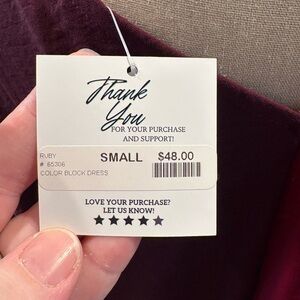 Thank
You
FOR YOUR PURCHASE
AND SUPPORT!
RUBY
SMALL $48.00
# 65306
COLOR BLOCK DRESS
LOVE YOUR PURCHASE?
LET US KNOW!